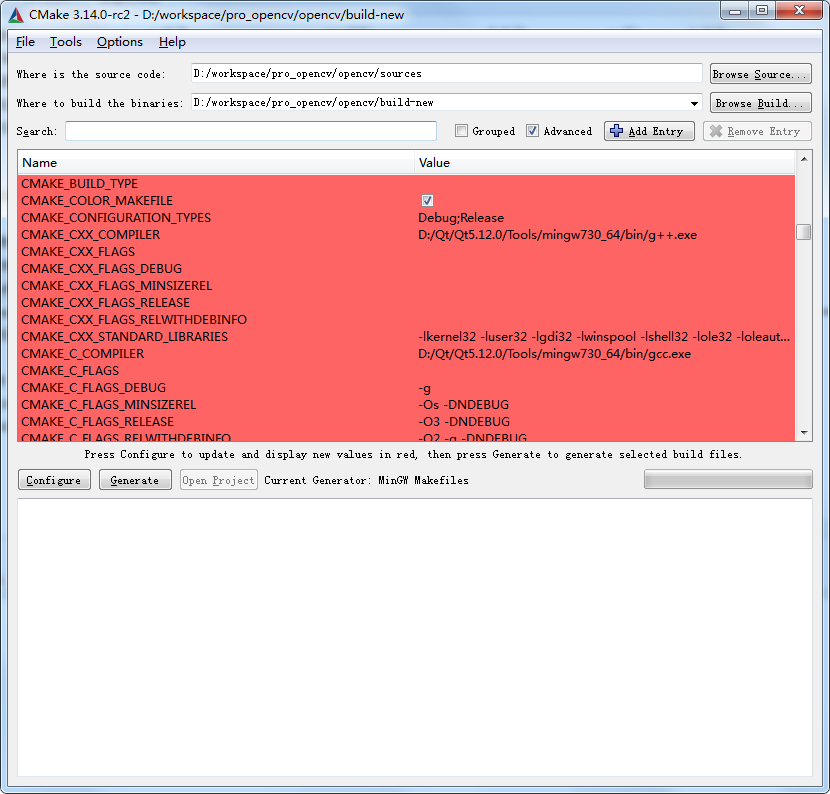 CMake 3.14.0-rc2 - D:/workspace/pro_opencv/opencv/build-new
File Tools Options Help
Where is the source code: D:/workspace/pro_opencv/opencv/sources Browse Source...
Where to build the binaries: D:/workspace/pro_opencv/opencv/build-new Browse Build...
Search: Grouped Advanced Add Entry Remove Entry
Name Value
CMAKE_BUILD_TYPE
CMAKE_COLOR_MAKEFILE
CMAKE_CONFIGURATION_TYPES Debug;Release
CMAKE_CXX_COMPILER D:/Qt/Qt5.12.0/Tools/mingw730_64/bin/g++.exe
CMAKE_CXX_FLAGS
CMAKE_CXX_FLAGS_DEBUG
CMAKE_CXX_FLAGS_MINSIZEREL
CMAKE_CXX_FLAGS_RELEASE
CMAKE_CXX_FLAGS_RELWITHDEBINFO
CMAKE_CXX_STANDARD_LIBRARIES -lkernel32 -luser32 -lgdi32 -lwinspool -lshell32 -lole32 -loleaut...
CMAKE_C_COMPILER D:/Qt/Qt5.12.0/Tools/mingw730_64/bin/gcc.exe
CMAKE_C_FLAGS
CMAKE_C_FLAGS_DEBUG -g
CMAKE_C_FLAGS_MINSIZEREL -Os -DNDEBUG
CMAKE_C_FLAGS_RELEASE -O3 -DNDEBUG
CMAKE_C_FLAGS_RELWITHDEBINFO -O2 -g -DNDEBUG
Press Configure to update and display new values in red, then press Generate to generate selected build files.
Configure Generate Open Project Current Generator: MinGW Makefiles